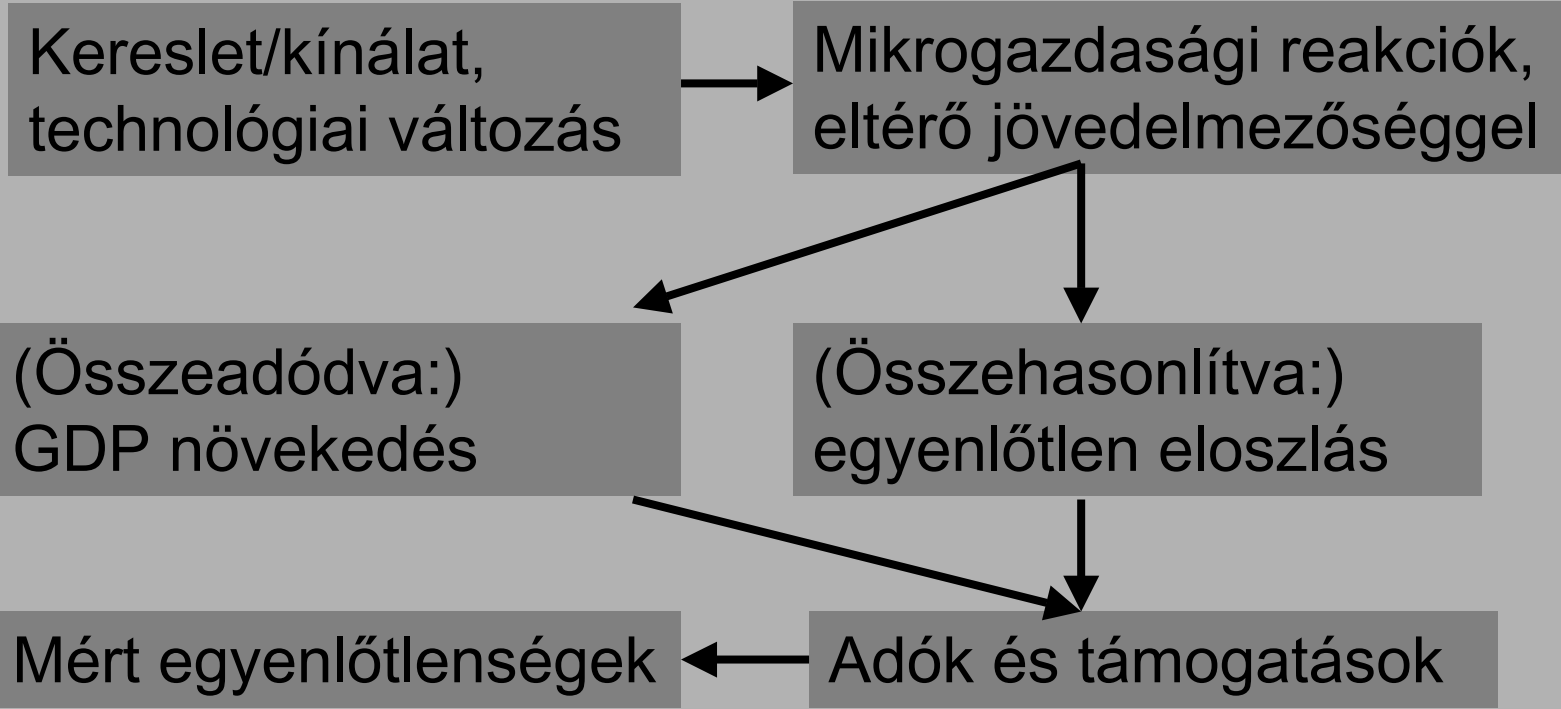 Kereslet/kínálat,
technológiai változás
Mikrogazdasági reakciók,
eltérő jövedelmezőséggel
(Összeadódva:)
GDP növekedés
(Összehasonlítva:)
egyenlőtlen eloszlás
Mért egyenlőtlenségek
Adók és támogatások